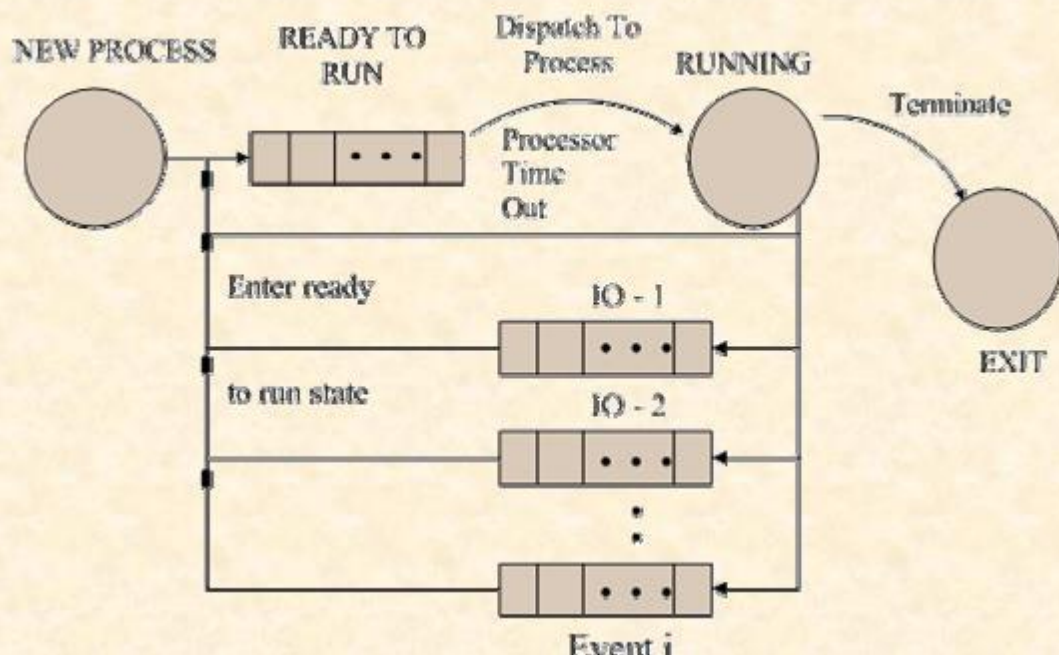 NEW PROCESS
READY TO
RUN
Dispatch To
Process
RUNNING
Terminate
Processor
Time
Out
Enter ready
IO - 1
EXIT
to run state
IO - 2
Event i